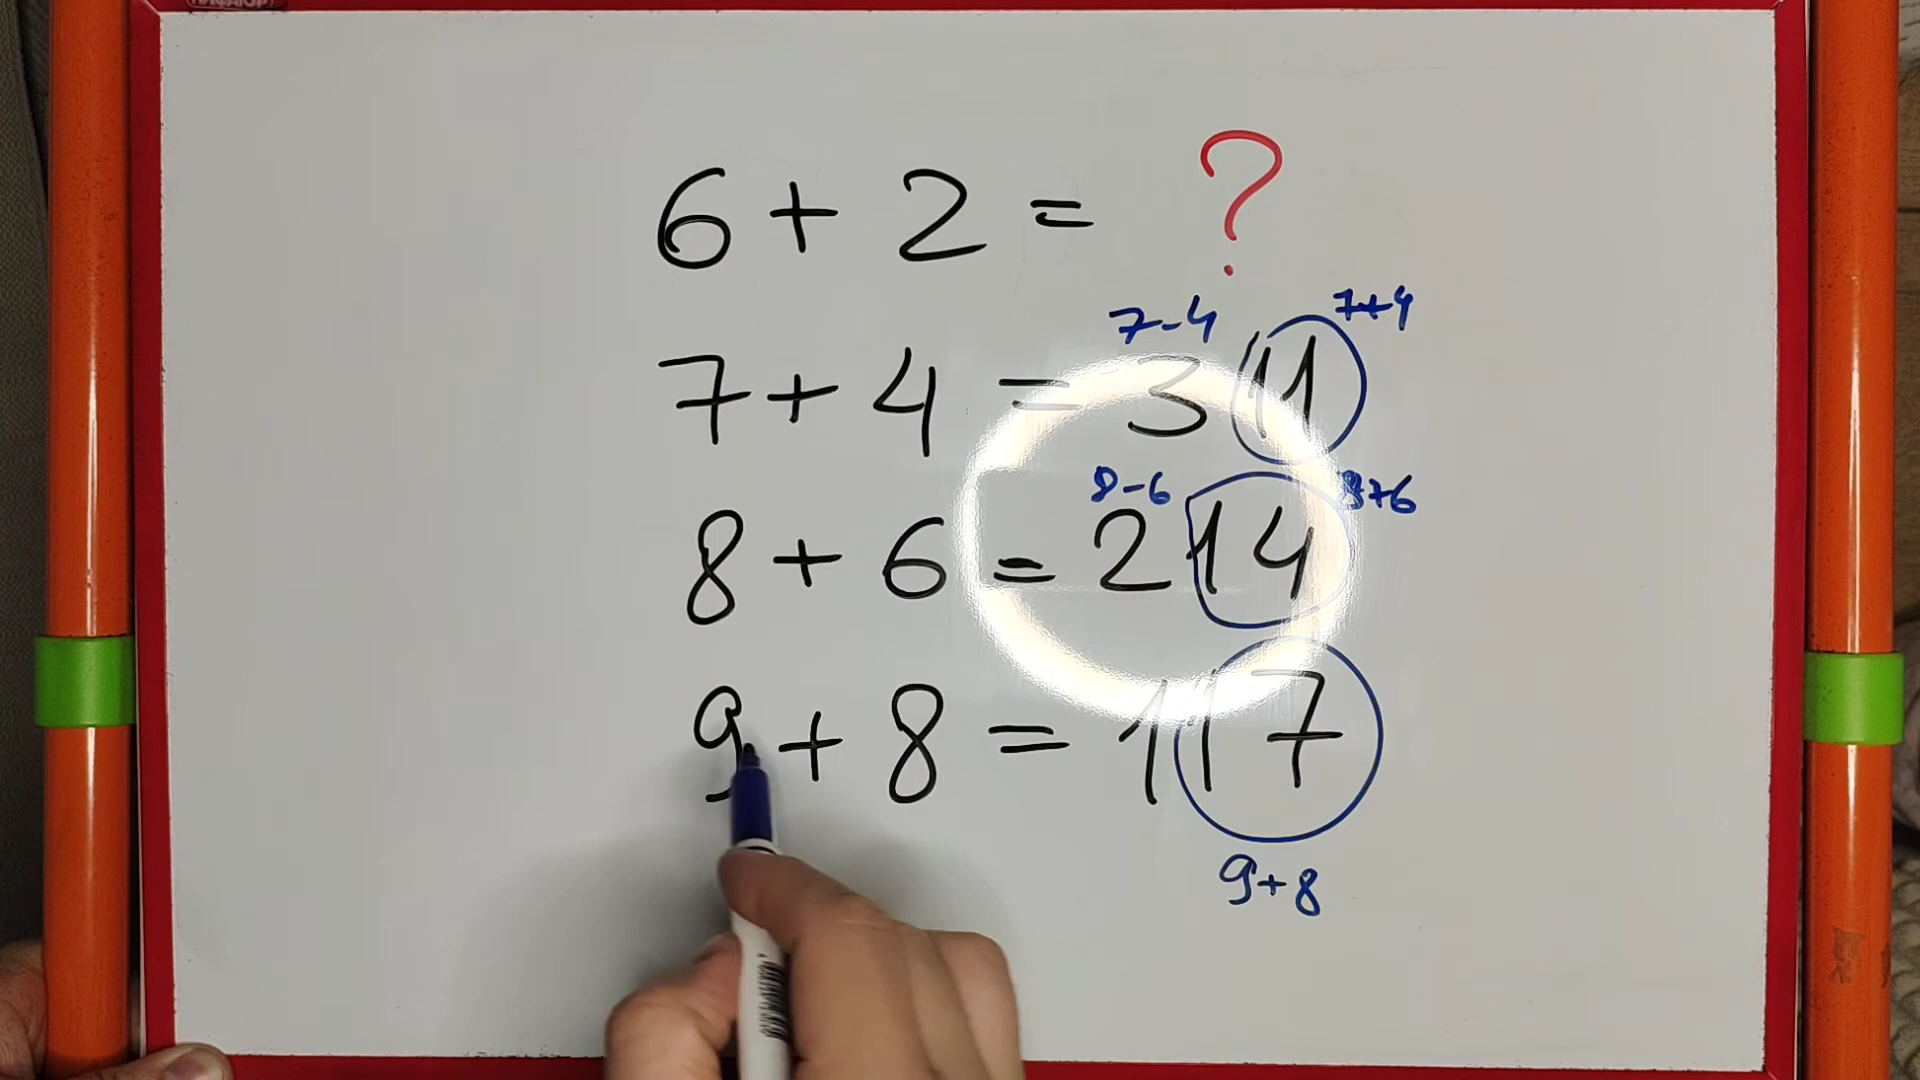 6 + 2 = ?
7-4 7+4
7 + 4 = 311
8-6 8+6
8 + 6 = 214
9 + 8 = 117
9+8